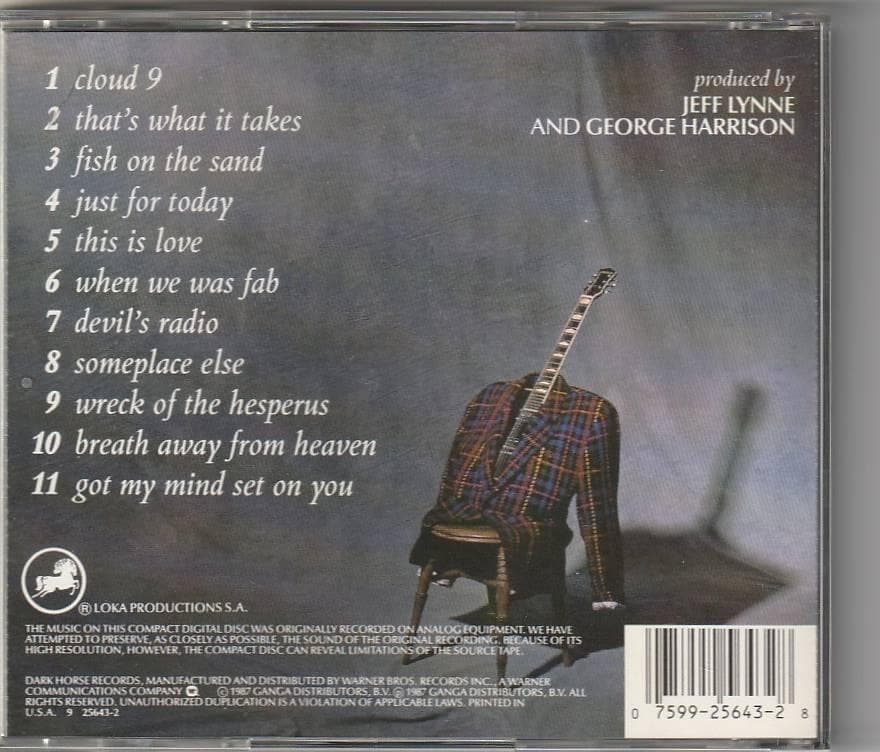 1 cloud 9
2 that's what it takes
3 fish on the sand
4 just for today
5 this is love
6 when we was fab
7 devil's radio
8 someplace else
9 wreck of the hesperus
10 breath away from heaven
11 got my mind set on you
produced by
JEFF LYNNE
AND GEORGE HARRISON
® LOKA PRODUCTIONS S.A.
THE MUSIC ON THIS COMPACT DIGITAL DISC WAS ORIGINALLY RECORDED ON ANALOG EQUIPMENT. WE HAVE
ATTEMPTED TO PRESERVE, AS CLOSELY AS POSSIBLE, THE SOUND OF THE ORIGINAL RECORDING. BECAUSE OF ITS
HIGH RESOLUTION, HOWEVER, THE COMPACT DISC CAN REVEAL LIMITATIONS OF THE SOURCE TAPE.
DARK HORSE RECORDS, MANUFACTURED AND DISTRIBUTED BY WARNER BROS. RECORDS INC., A WARNER
COMMUNICATIONS COMPANY © 1987 GANGA DISTRIBUTORS, B.V. ℗ 1987 GANGA DISTRIBUTORS, B.V. ALL
RIGHTS RESERVED. UNAUTHORIZED DUPLICATION IS A VIOLATION OF APPLICABLE LAWS. PRINTED IN
U.S.A. 9 25643-2
0 7599-25643-2 8